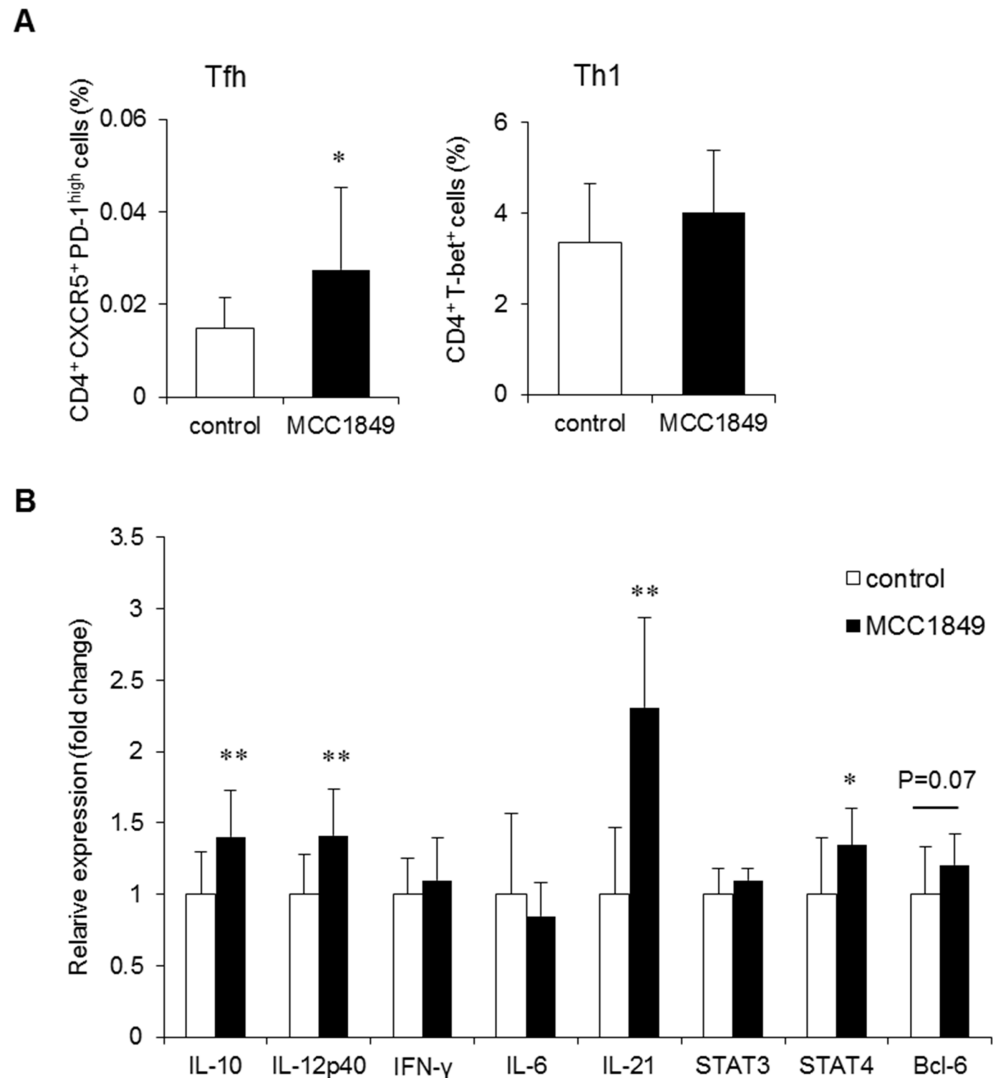 A
Tfh
CD4⁺ CXCR5⁺ PD-1ʰⁱᵍʰ cells (%)
0.06
0.04
0.02
0
control MCC1849
Th1
CD4⁺ T-bet⁺ cells (%)
6
4
2
0
control MCC1849
B
Relarive expression (fold change)
3.5
3
2.5
2
1.5
1
0.5
0
*
**
**
**
*
P=0.07
control
MCC1849
IL-10 IL-12p40 IFN-γ IL-6 IL-21 STAT3 STAT4 Bcl-6